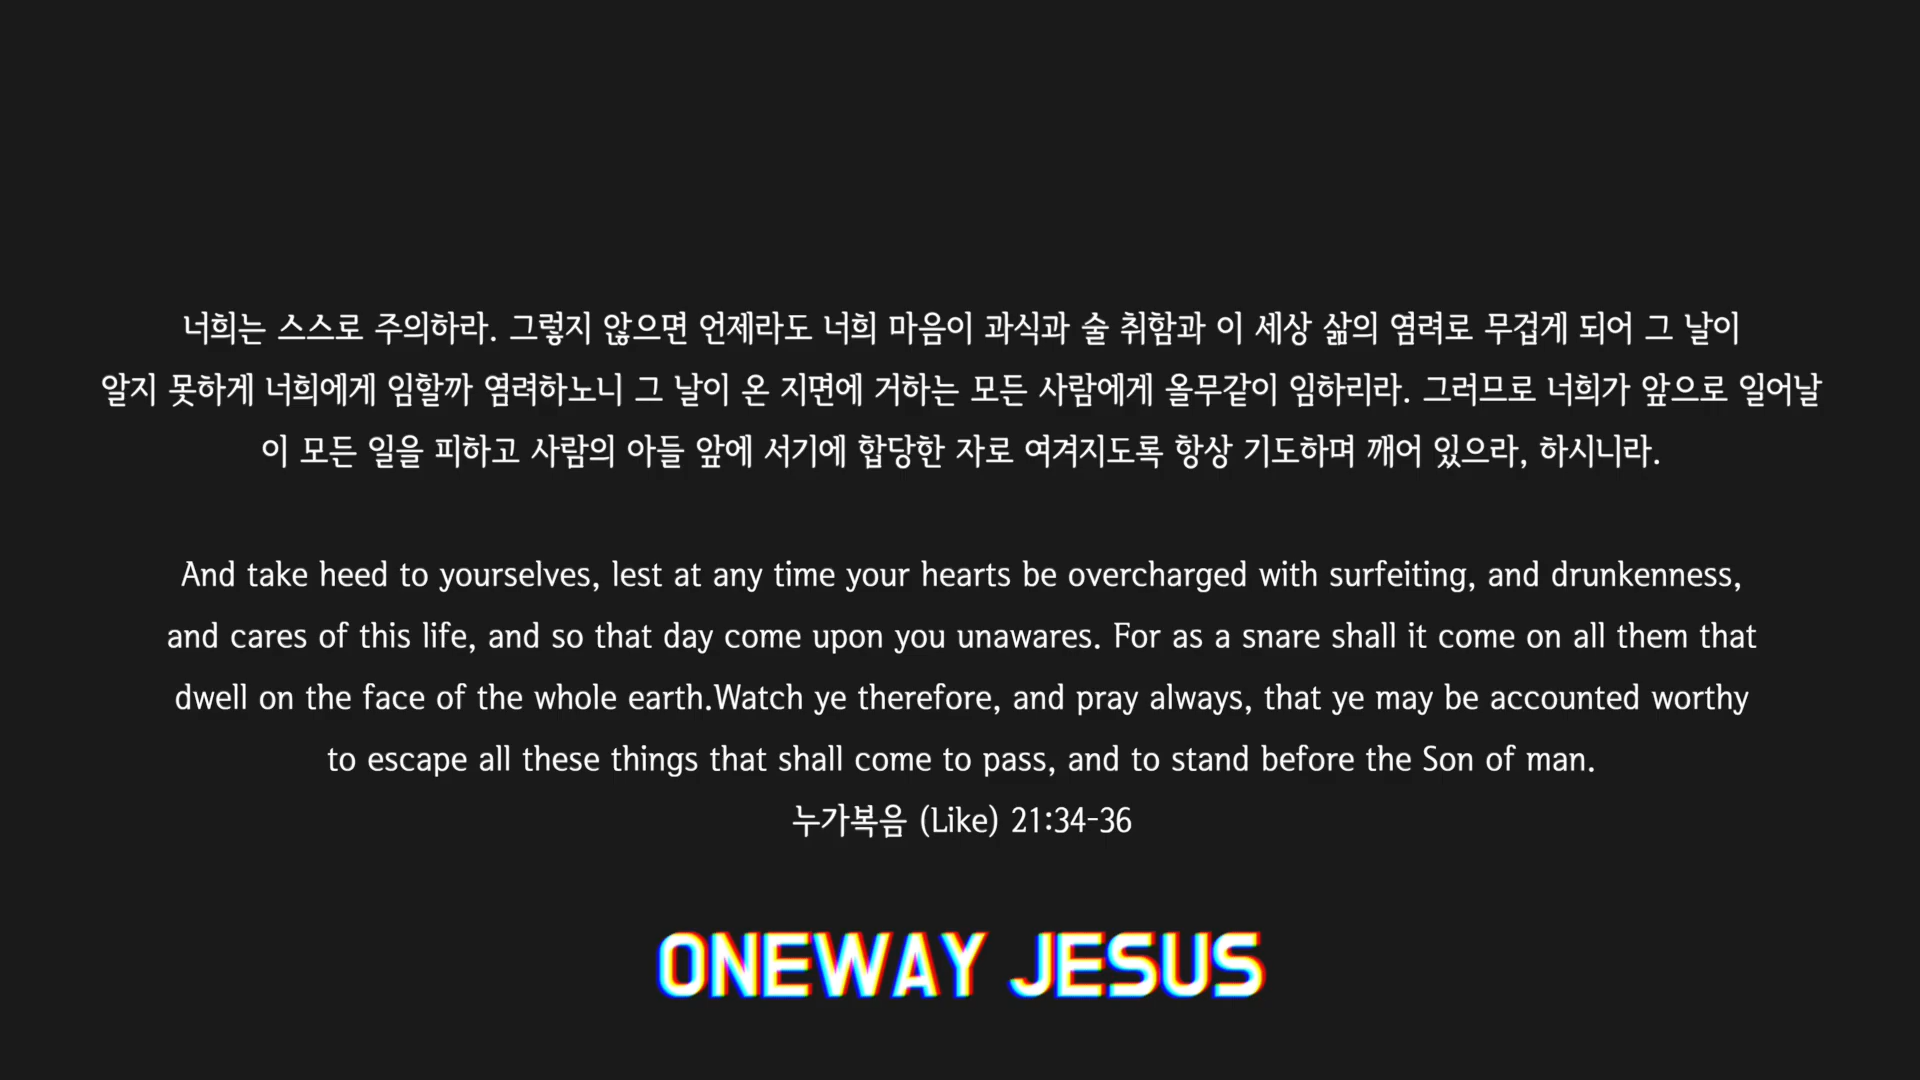 너희는 스스로 주의하라. 그렇지 않으면 언제라도 너희 마음이 과식과 술 취함과 이 세상 삶의 염려로 무겁게 되어 그 날이
알지 못하게 너희에게 임할까 염려하노니 그 날이 온 지면에 거하는 모든 사람에게 올무같이 임하리라. 그러므로 너희가 앞으로 일어날
이 모든 일을 피하고 사람의 아들 앞에 서기에 합당한 자로 여겨지도록 항상 기도하며 깨어 있으라, 하시니라.
And take heed to yourselves, lest at any time your hearts be overcharged with surfeiting, and drunkenness,
and cares of this life, and so that day come upon you unawares. For as a snare shall it come on all them that
dwell on the face of the whole earth.Watch ye therefore, and pray always, that ye may be accounted worthy
to escape all these things that shall come to pass, and to stand before the Son of man.
누가복음 (Like) 21:34-36
ONEWAY JESUS